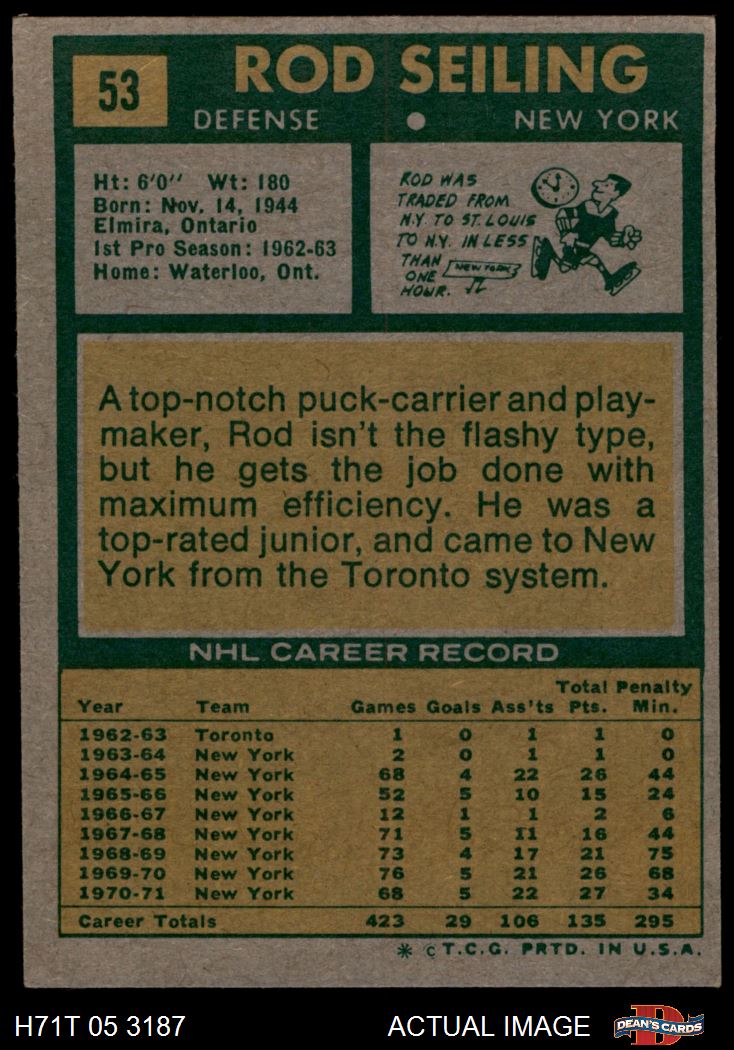 53
ROD SEILING
DEFENSE • NEW YORK
Ht: 6'0'' Wt: 180
Born: Nov. 14, 1944
Elmira, Ontario
1st Pro Season: 1962-63
Home: Waterloo, Ont.
ROD WAS
TRADED FROM
N.Y. TO ST. LOUIS
TO N.Y. IN LESS
THAN
ONE
HOUR.
NEW YORK
A top-notch puck-carrier and play-
maker, Rod isn't the flashy type,
but he gets the job done with
maximum efficiency. He was a
top-rated junior, and came to New
York from the Toronto system.
NHL CAREER RECORD
Total Penalty
Year Team Games Goals Ass'ts Pts. Min.
1962-63 Toronto 1 0 1 1 0
1963-64 New York 2 0 1 1 0
1964-65 New York 68 4 22 26 44
1965-66 New York 52 5 10 15 24
1966-67 New York 12 1 1 2 6
1967-68 New York 71 5 11 16 44
1968-69 New York 73 4 17 21 75
1969-70 New York 76 5 21 26 68
1970-71 New York 68 5 22 27 34
Career Totals 423 29 106 135 295
* © T.C.G. PRTD. IN U.S.A.
H71T 05 3187 ACTUAL IMAGE
D
DEAN'S CARDS